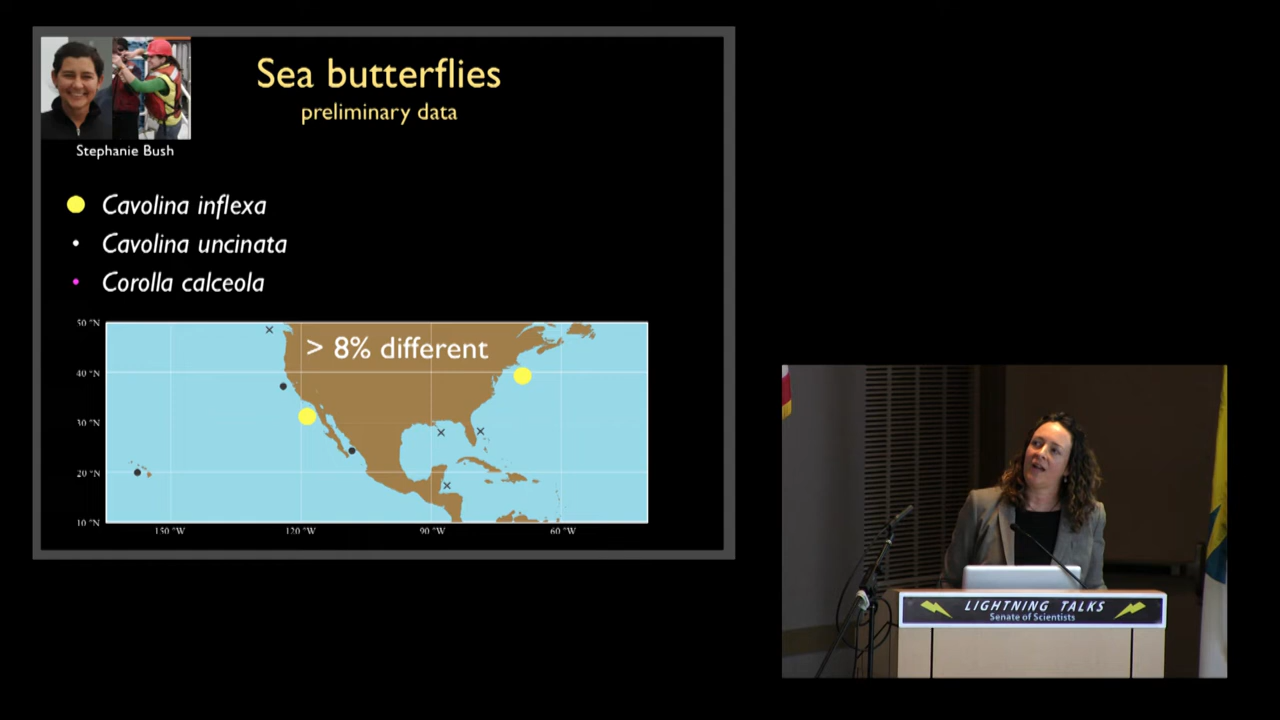 Sea butterflies
preliminary data
Stephanie Bush
Cavolina inflexa
• Cavolina uncinata
• Corolla calceola
> 8% different
50 °N
40 °N
30 °N
20 °N
10 °N
150 °W
120 °W
90 °W
60 °W
LIGHTNING TALKS
Senate of Scientists